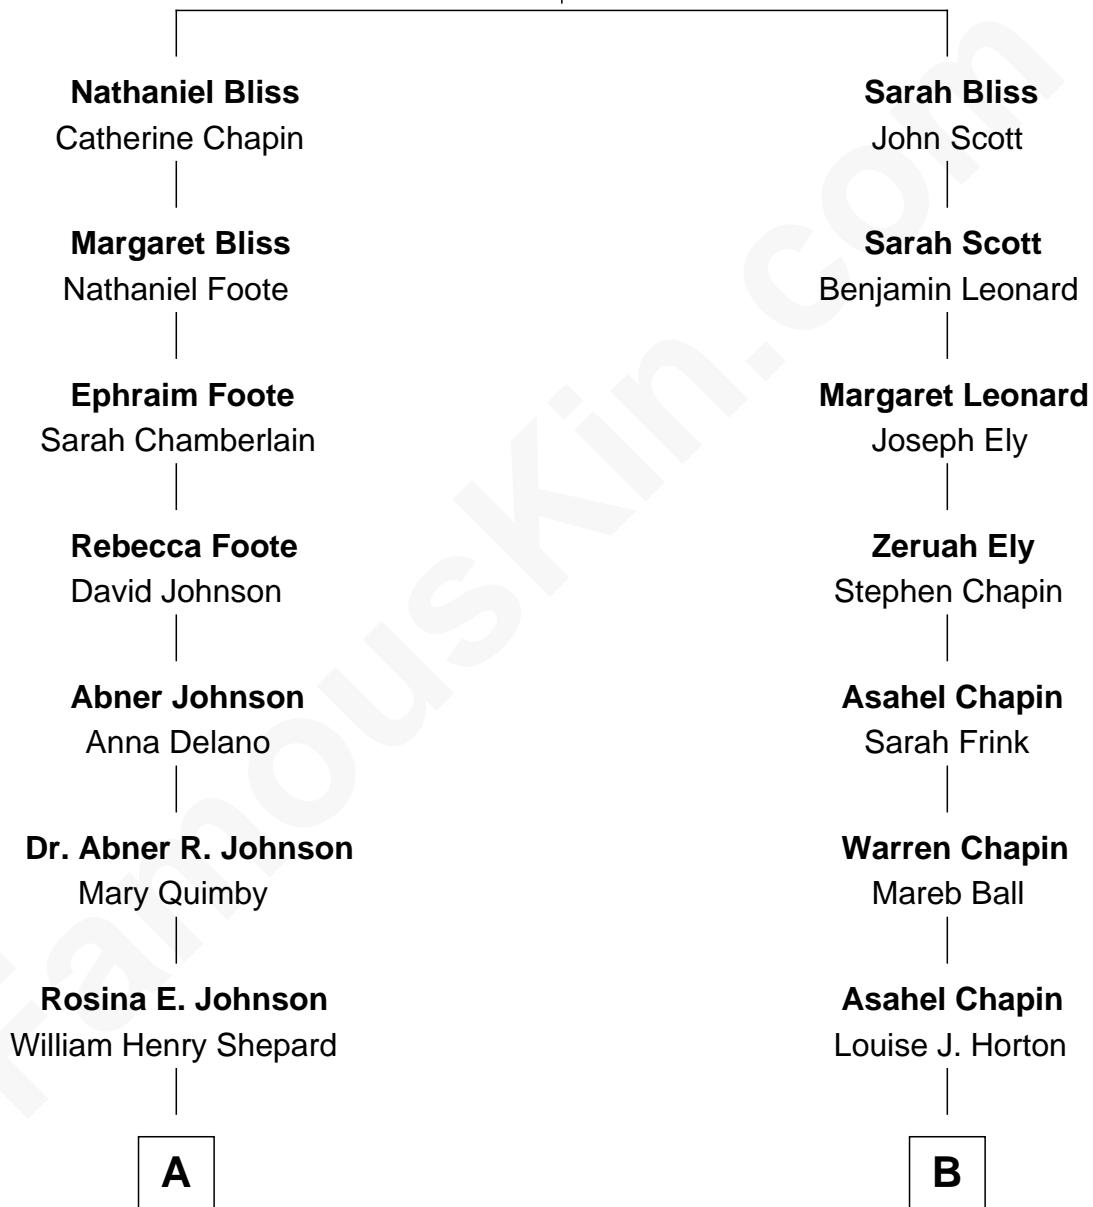 Nathaniel Bliss
Catherine Chapin
Margaret Bliss
Nathaniel Foote
Ephraim Foote
Sarah Chamberlain
Rebecca Foote
David Johnson
Abner Johnson
Anna Delano
Dr. Abner R. Johnson
Mary Quimby
Rosina E. Johnson
William Henry Shepard
A
Sarah Bliss
John Scott
Sarah Scott
Benjamin Leonard
Margaret Leonard
Joseph Ely
Zeruah Ely
Stephen Chapin
Asahel Chapin
Sarah Frink
Warren Chapin
Mareb Ball
Asahel Chapin
Louise J. Horton
B
FamousKin.com